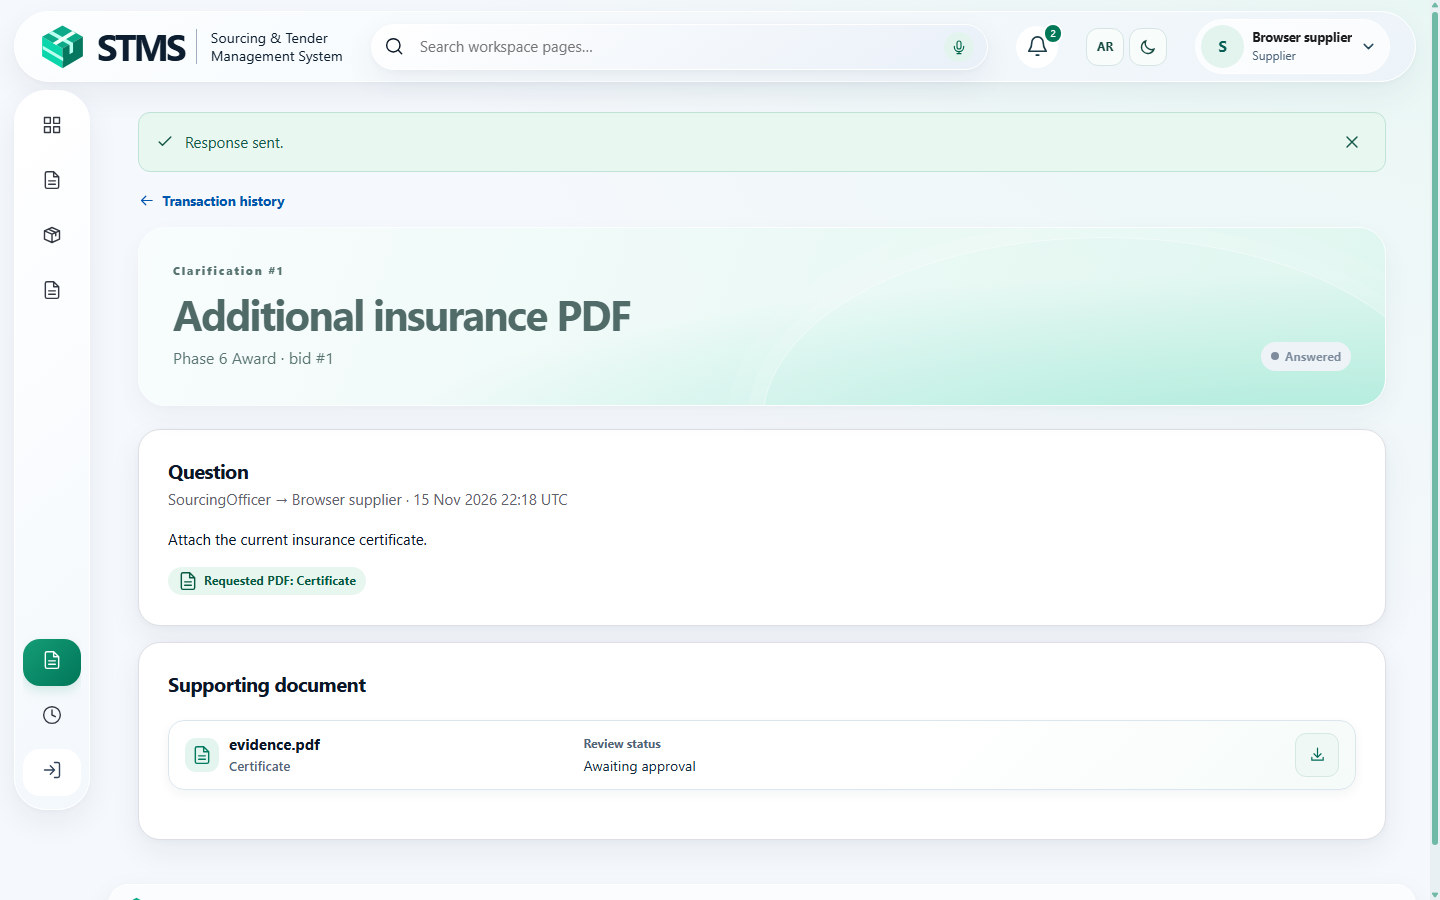 STMS
Sourcing & Tender
Management System
Search workspace pages...
2
AR
S
Browser supplier
Supplier
Response sent.
Transaction history
Clarification #1
Additional insurance PDF
Phase 6 Award · bid #1
Answered
Question
SourcingOfficer → Browser supplier · 15 Nov 2026 22:18 UTC
Attach the current insurance certificate.
Requested PDF: Certificate
Supporting document
evidence.pdf
Certificate
Review status
Awaiting approval